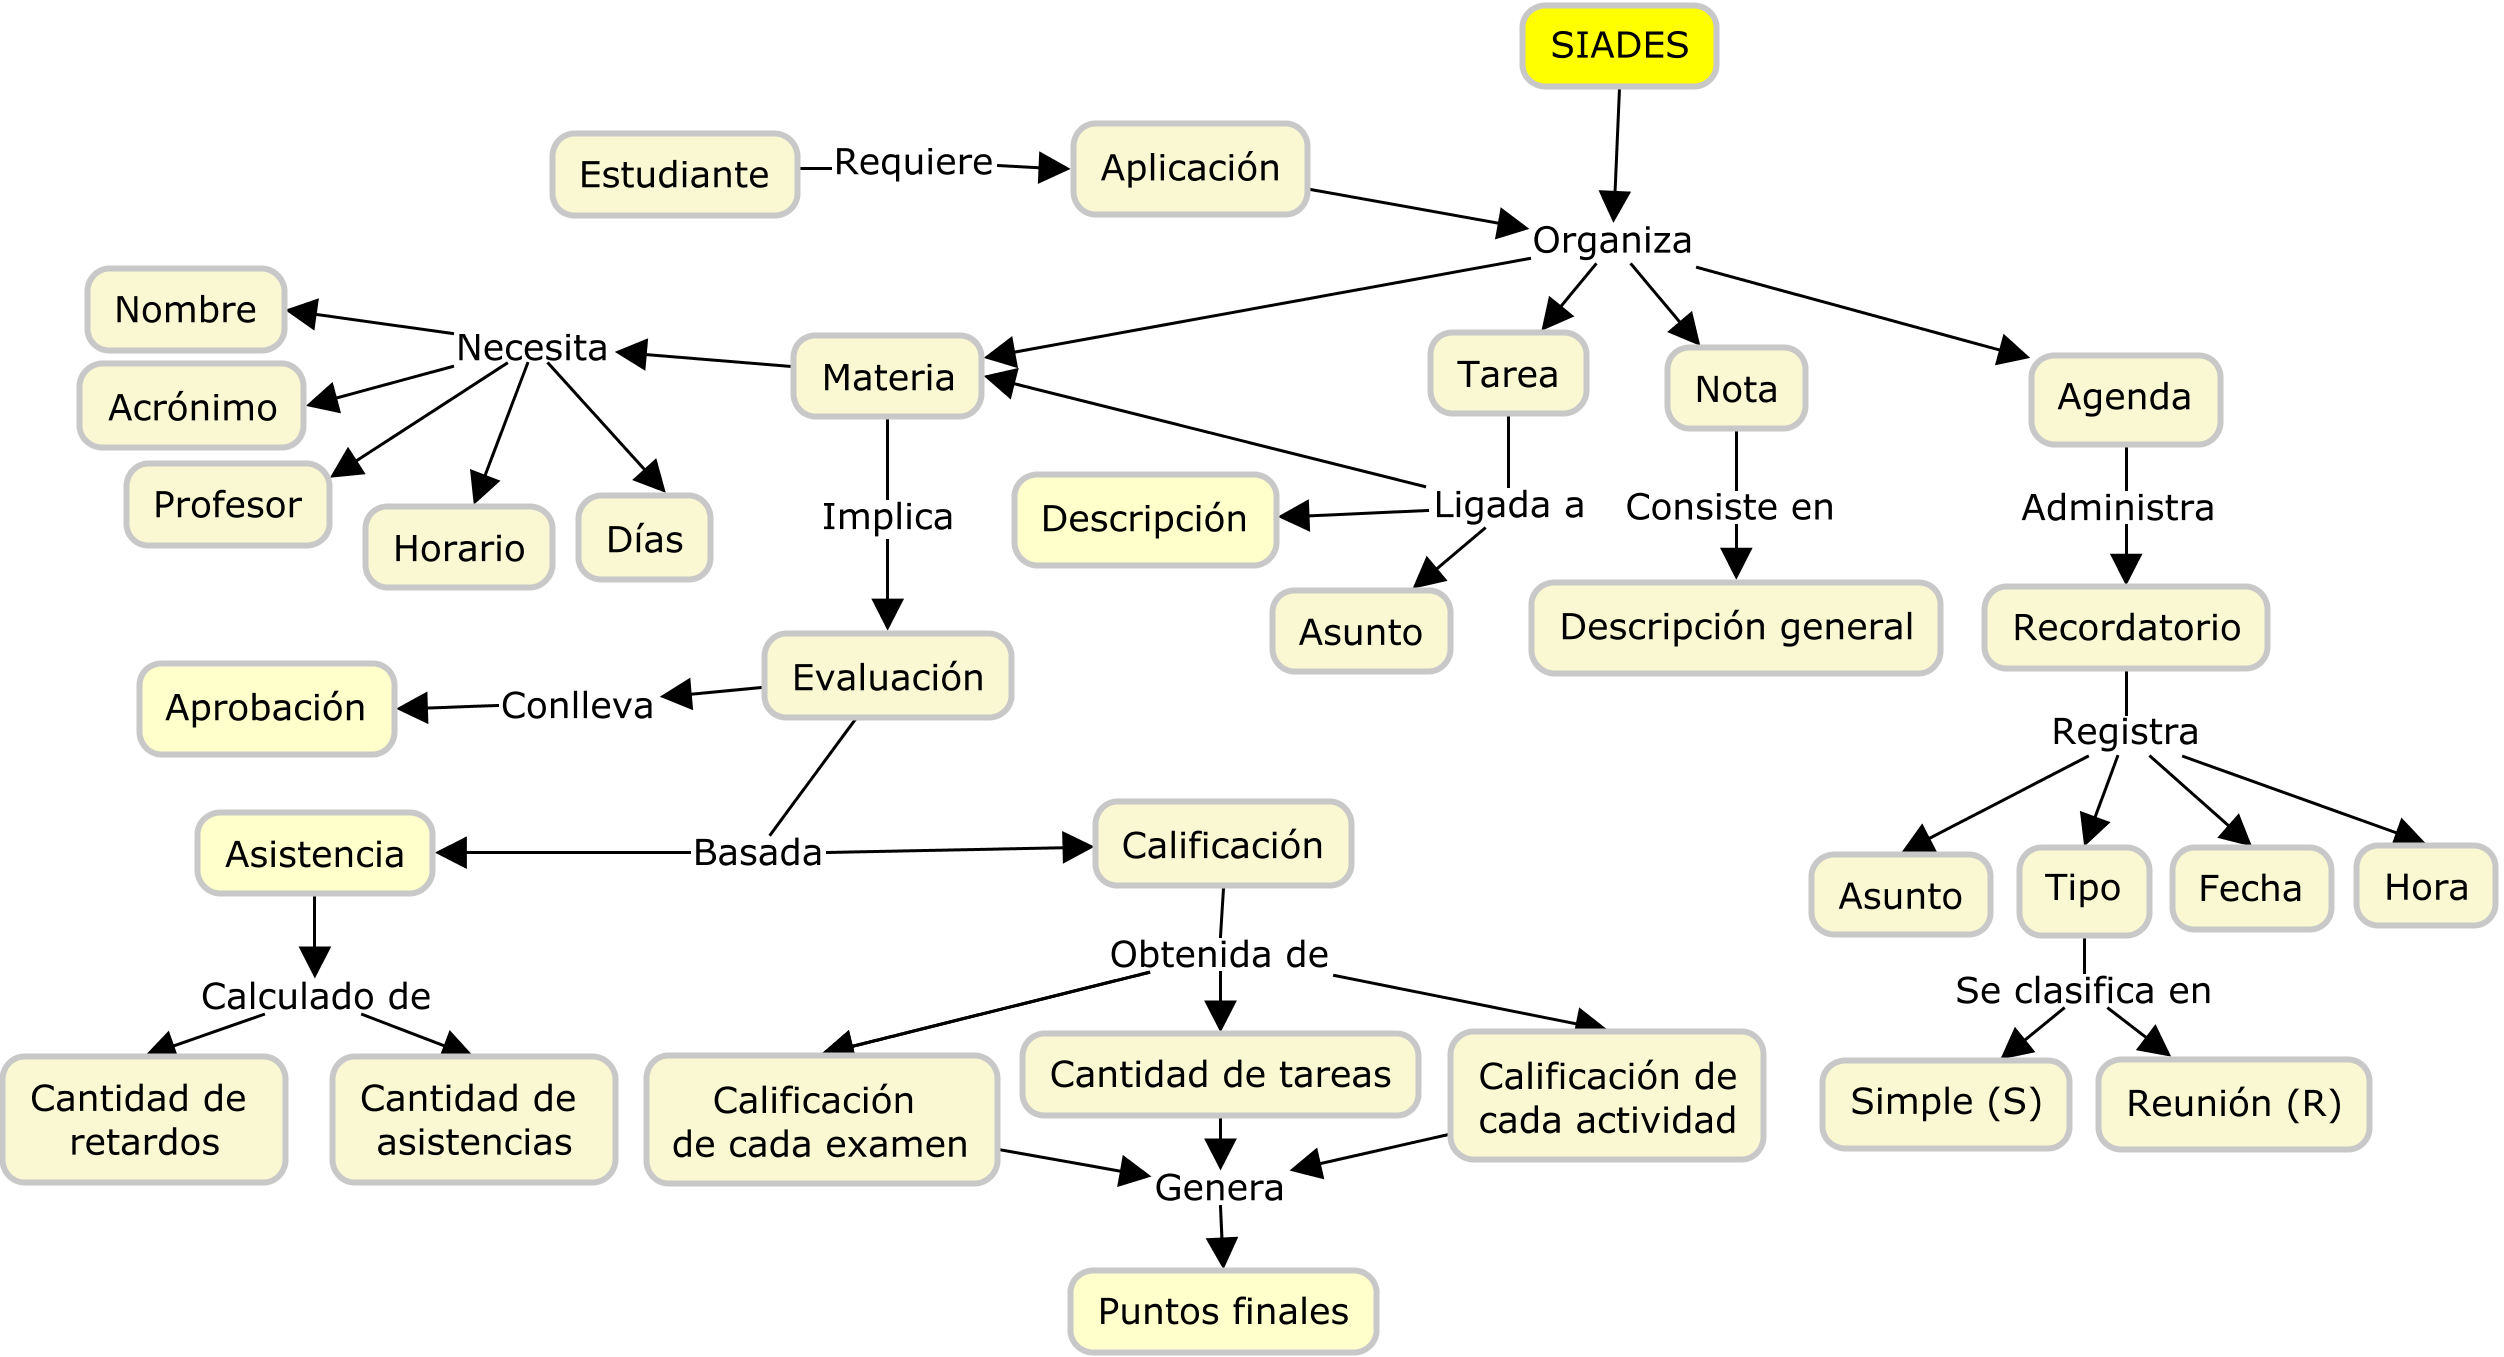 SIADES
Estudiante
Requiere
Aplicación
Organiza
Nombre
Necesita
Materia
Tarea
Nota
Agenda
Acrónimo
Profesor
Horario
Días
Implica
Descripción
Ligada a
Consiste en
Administra
Asunto
Descripción general
Recordatorio
Aprobación
Conlleva
Evaluación
Registra
Asistencia
Basada
Calificación
Asunto
Tipo
Fecha
Hora
Calculado de
Obtenida de
Se clasifica en
Cantidad de
retardos
Cantidad de
asistencias
Calificación
de cada examen
Cantidad de tareas
Calificación de
cada actividad
Simple (S)
Reunión (R)
Genera
Puntos finales